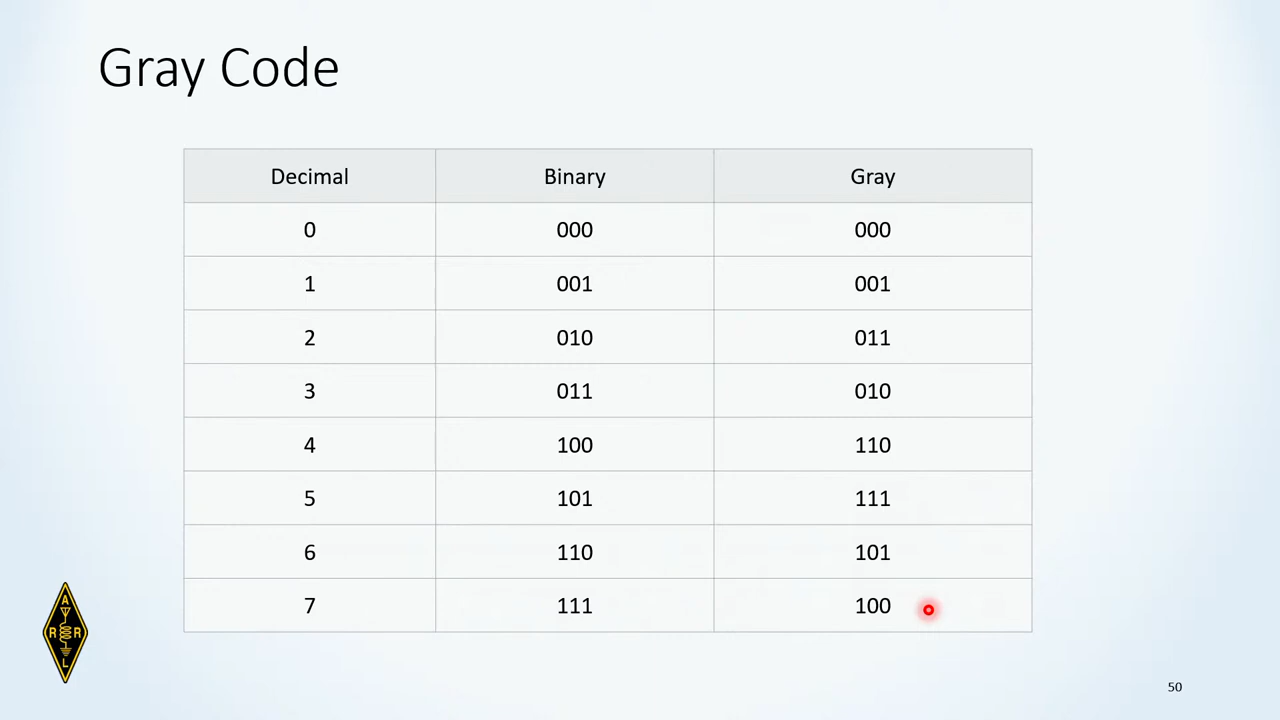 Gray Code
Decimal Binary Gray
0 000 000
1 001 001
2 010 011
3 011 010
4 100 110
5 101 111
6 110 101
7 111 100
A
R R
L
50